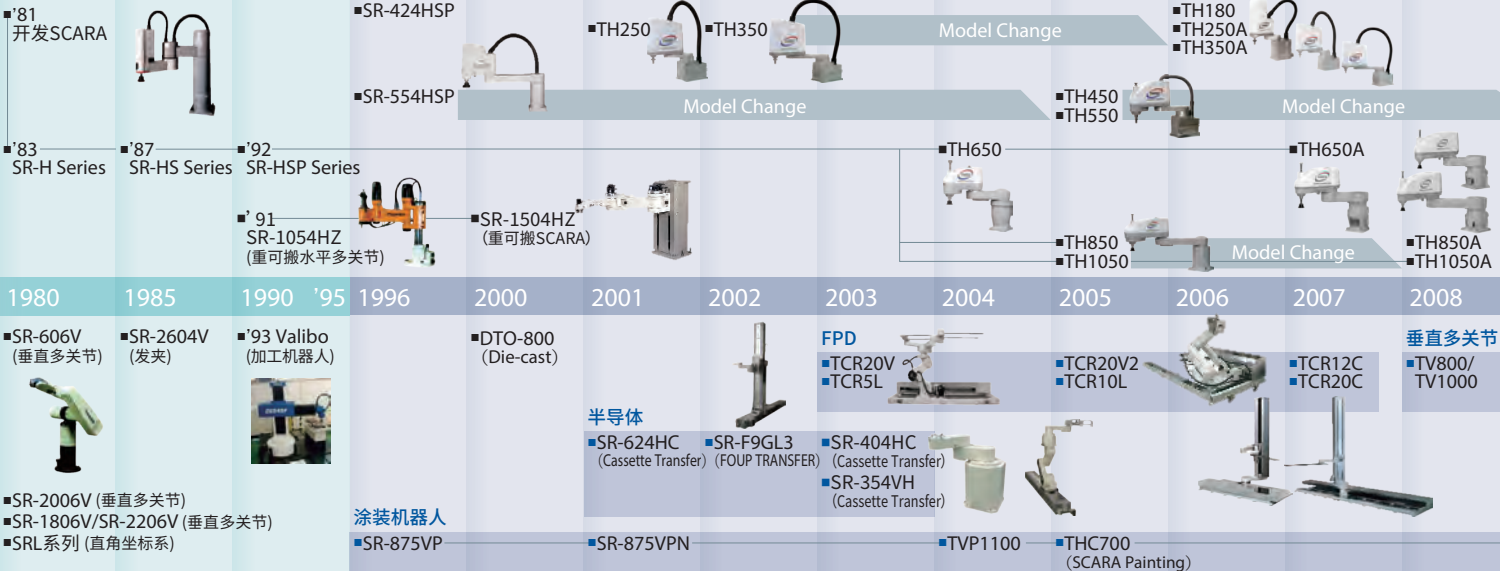 ■'81
开发SCARA
■SR-424HSP
■TH250
■TH350
Model Change
■TH180
■TH250A
■TH350A
■SR-554HSP
Model Change
■TH450
■TH550
Model Change
■'83
SR-H Series
■'87
SR-HS Series
■'92
SR-HSP Series
■TH650
■TH650A
■' 91
SR-1054HZ
(重可搬水平多关节)
■SR-1504HZ
(重可搬SCARA)
■TH850
■TH1050
Model Change
■TH850A
■TH1050A
1980 1985 1990 '95 1996 2000 2001 2002 2003 2004 2005 2006 2007 2008
■SR-606V
(垂直多关节)
■SR-2604V
(发夹)
■'93 Valibo
(加工机器人)
■DTO-800
(Die-cast)
FPD
■TCR20V
■TCR5L
■TCR20V2
■TCR10L
■TCR12C
■TCR20C
垂直多关节
■TV800/
TV1000
半导体
■SR-624HC
(Cassette Transfer)
■SR-F9GL3
(FOUP TRANSFER)
■SR-404HC
(Cassette Transfer)
■SR-354VH
(Cassette Transfer)
■SR-2006V (垂直多关节)
■SR-1806V/SR-2206V (垂直多关节)
■SRL系列 (直角坐标系)
涂装机器人
■SR-875VP
■SR-875VPN
■TVP1100
■THC700
(SCARA Painting)